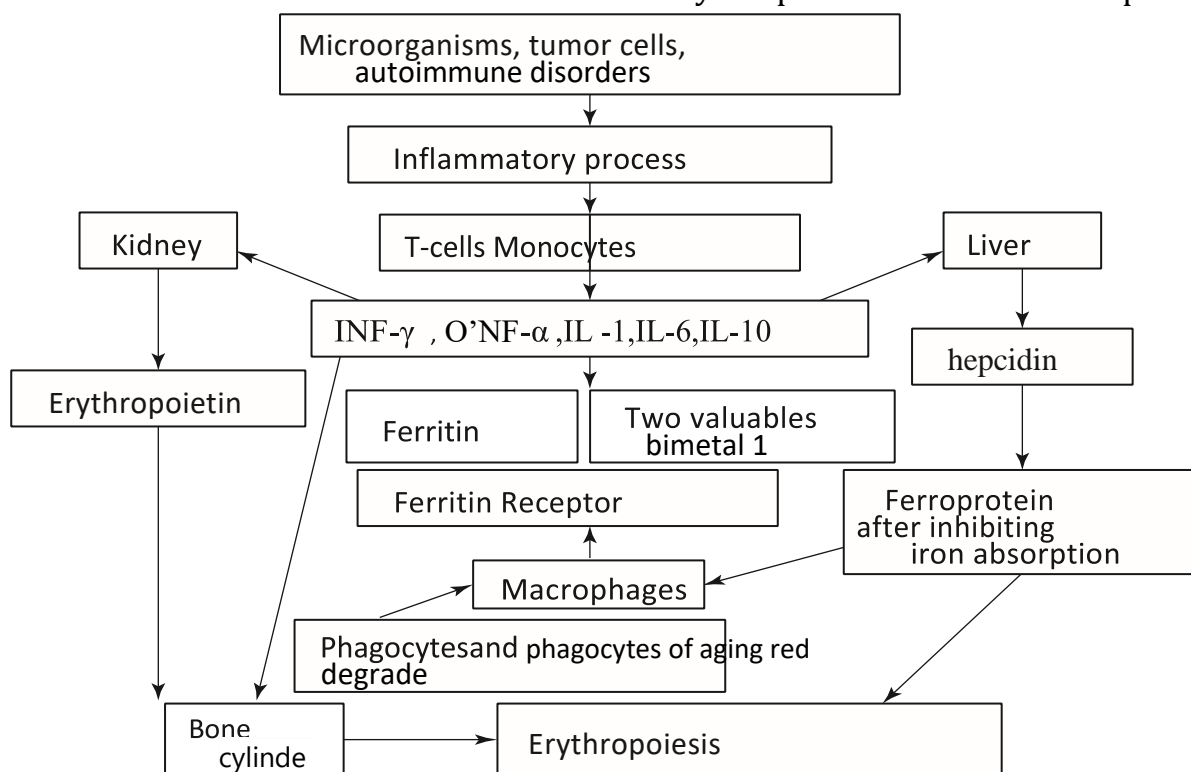 Microorganisms, tumor cells,
autoimmune disorders
Inflammatory process
Kidney
T-cells Monocytes
Liver
INF-γ , O’NF-α ,IL -1,IL-6,IL-10
hepcidin
Erythropoietin
Ferritin
Two valuables
bimetal 1
Ferritin Receptor
Ferroprotein
after inhibiting
iron absorption
Macrophages
Phagocytesand phagocytes of aging red
degrade
Bone
cylinde
Erythropoiesis